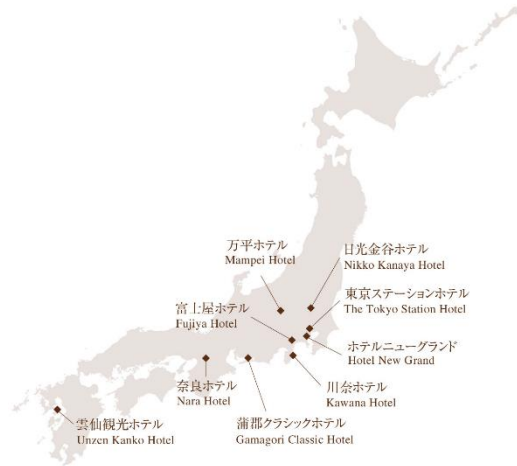 万平ホテル
Mampei Hotel
日光金谷ホテル
Nikko Kanaya Hotel
東京ステーションホテル
The Tokyo Station Hotel
富士屋ホテル
Fujiya Hotel
ホテルニューグランド
Hotel New Grand
川奈ホテル
Kawana Hotel
奈良ホテル
Nara Hotel
蒲郡クラシックホテル
Gamagori Classic Hotel
雲仙観光ホテル
Unzen Kanko Hotel